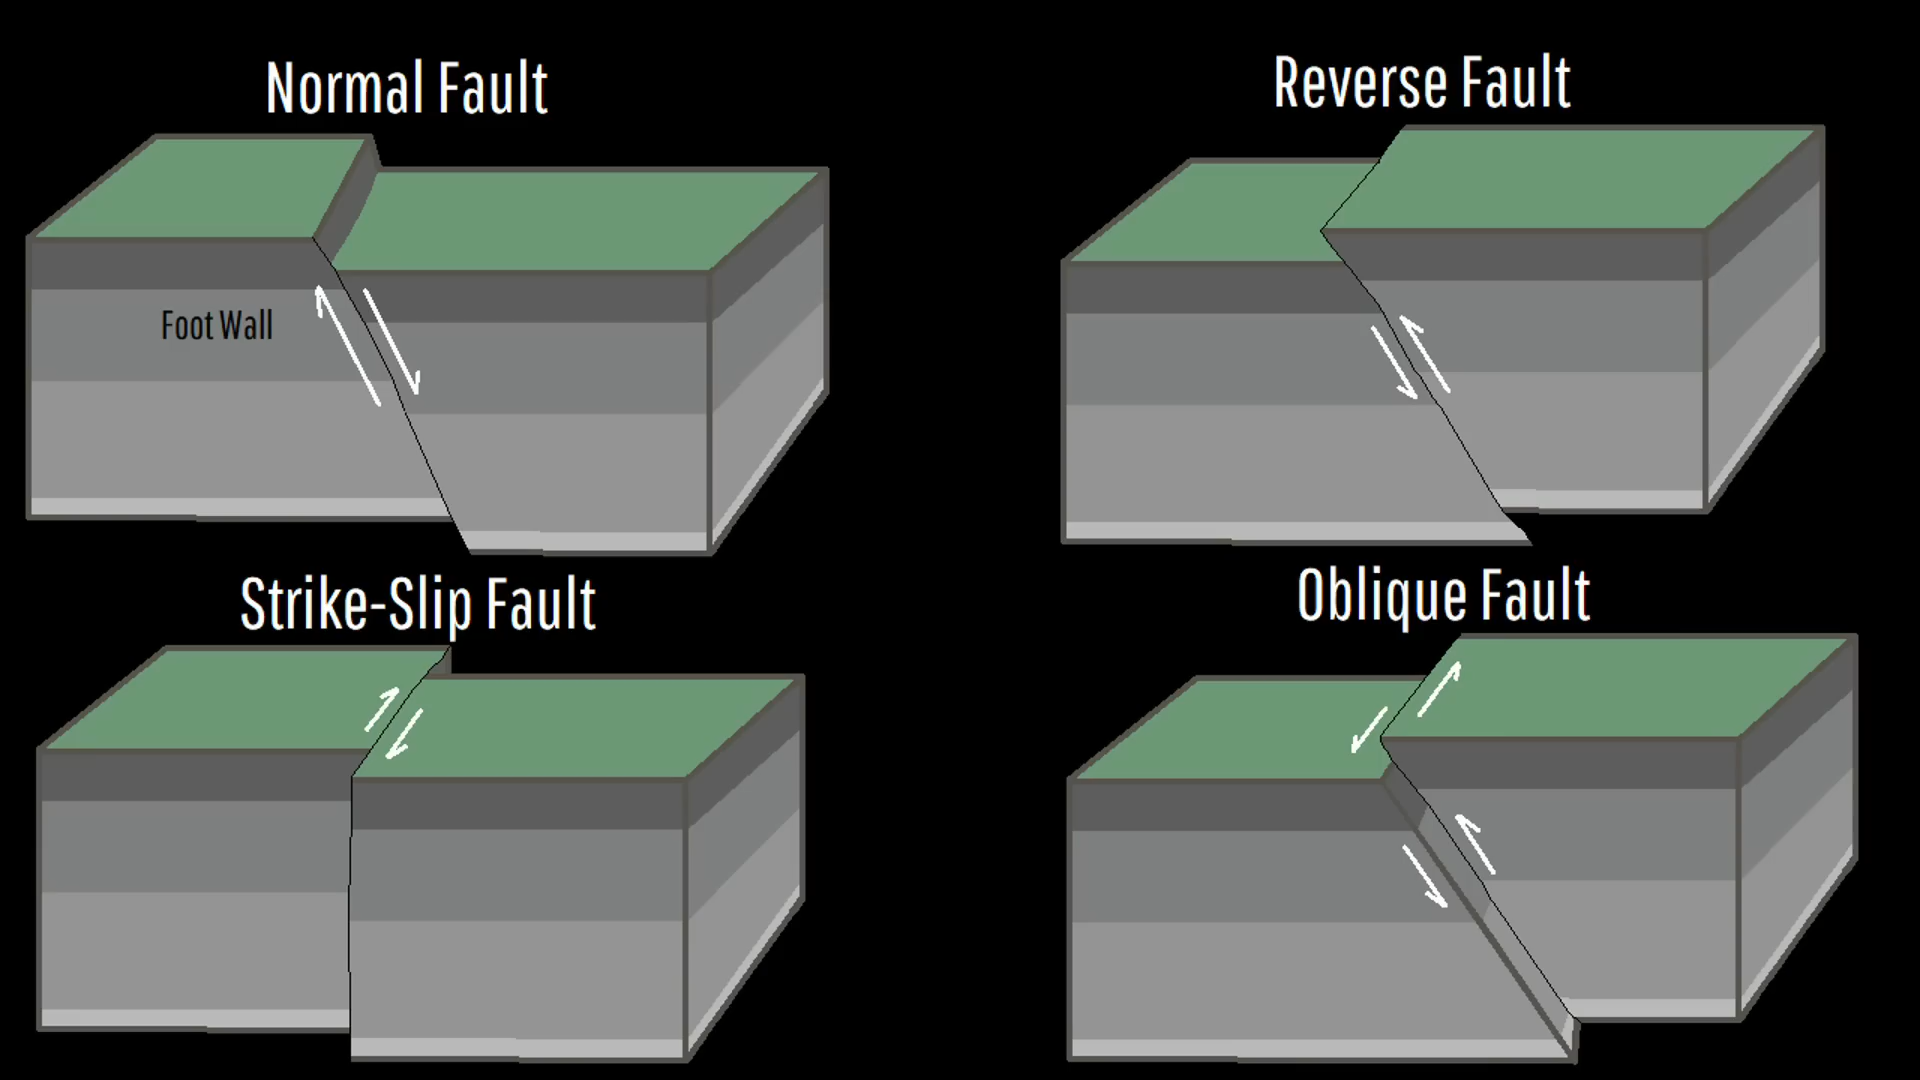 Normal Fault
Reverse Fault
Foot Wall
Strike-Slip Fault
Oblique Fault